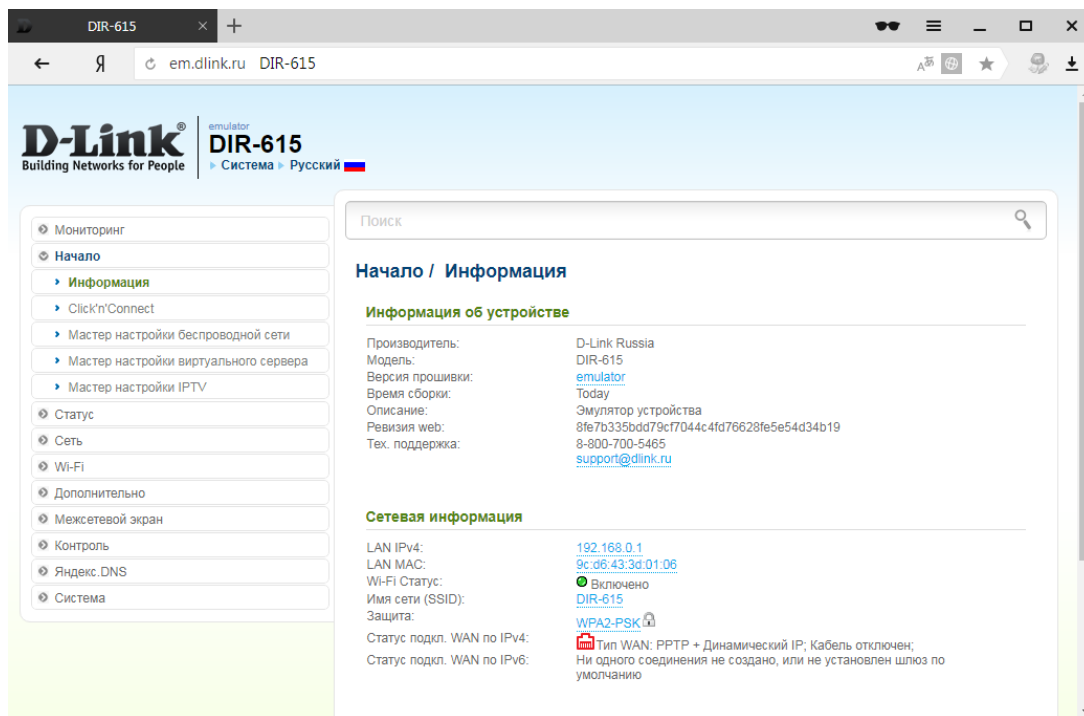 DIR-615
Я
em.dlink.ru DIR-615
D-Link®
Building Networks for People
emulator
DIR-615
Система Русский
Мониторинг
Начало
Информация
Click'n'Connect
Мастер настройки беспроводной сети
Мастер настройки виртуального сервера
Мастер настройки IPTV
Статус
Сеть
Wi-Fi
Дополнительно
Межсетевой экран
Контроль
Яндекс.DNS
Система
Поиск
Начало / Информация
Информация об устройстве
Производитель: D-Link Russia
Модель: DIR-615
Версия прошивки: emulator
Время сборки: Today
Описание: Эмулятор устройства
Ревизия web: 8fe7b335bdd79cf7044c4fd76628fe5e54d34b19
Тех. поддержка: 8-800-700-5465
support@dlink.ru
Сетевая информация
LAN IPv4: 192.168.0.1
LAN MAC: 9c:d6:43:3d:01:06
Wi-Fi Статус: Включено
Имя сети (SSID): DIR-615
Защита: WPA2-PSK
Статус подкл. WAN по IPv4: Тип WAN: PPTP + Динамический IP; Кабель отключен;
Статус подкл. WAN по IPv6: Ни одного соединения не создано, или не установлен шлюз по
умолчанию